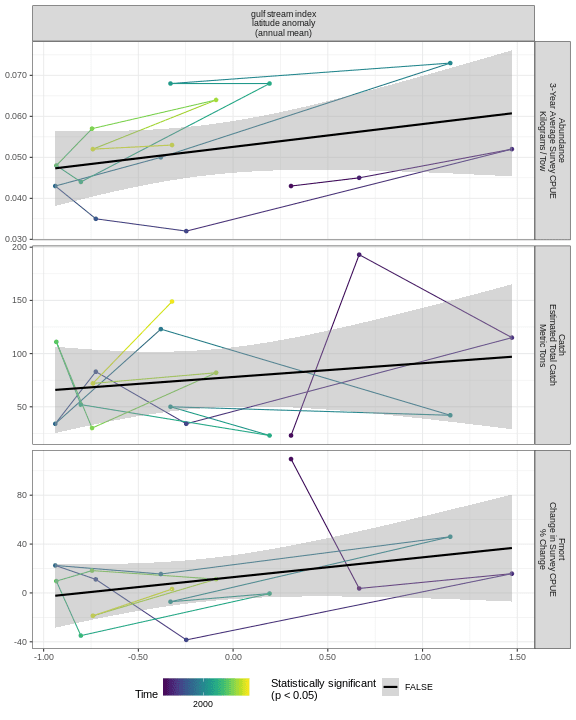 gulf stream index
latitude anomaly
(annual mean)
0.070
0.060
0.050
0.040
0.030
Abundance
3-Year Average Survey CPUE
Kilograms / Tow
200
150
100
50
Catch
Estimated Total Catch
Metric Tons
80
40
0
-40
Fmort
Change in Survey CPUE
% Change
-1.00 -0.50 0.00 0.50 1.00 1.50
Time
2000
Statistically significant
(p < 0.05)
FALSE